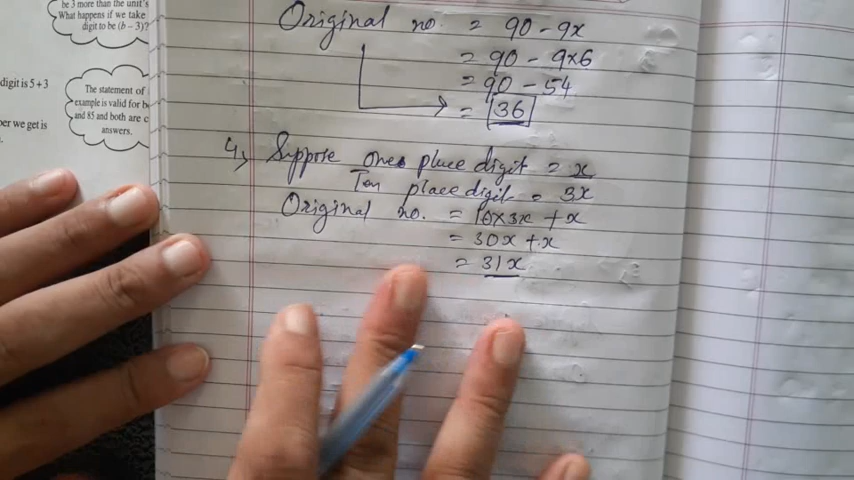 be 3 more than the unit's
What happens if we take
digit to be (b – 3)?
digit is 5 + 3
The statement of
example is valid for b
and 85 and both are c
answers.
ber we get is
Original no. = 90 - 9x
= 90 - 9×6
= 90 - 54
= 36
4, Suppose ones place digit = x
Ten place digit = 3x
Original no. = 10×3x + x
= 30x + x
= 31x